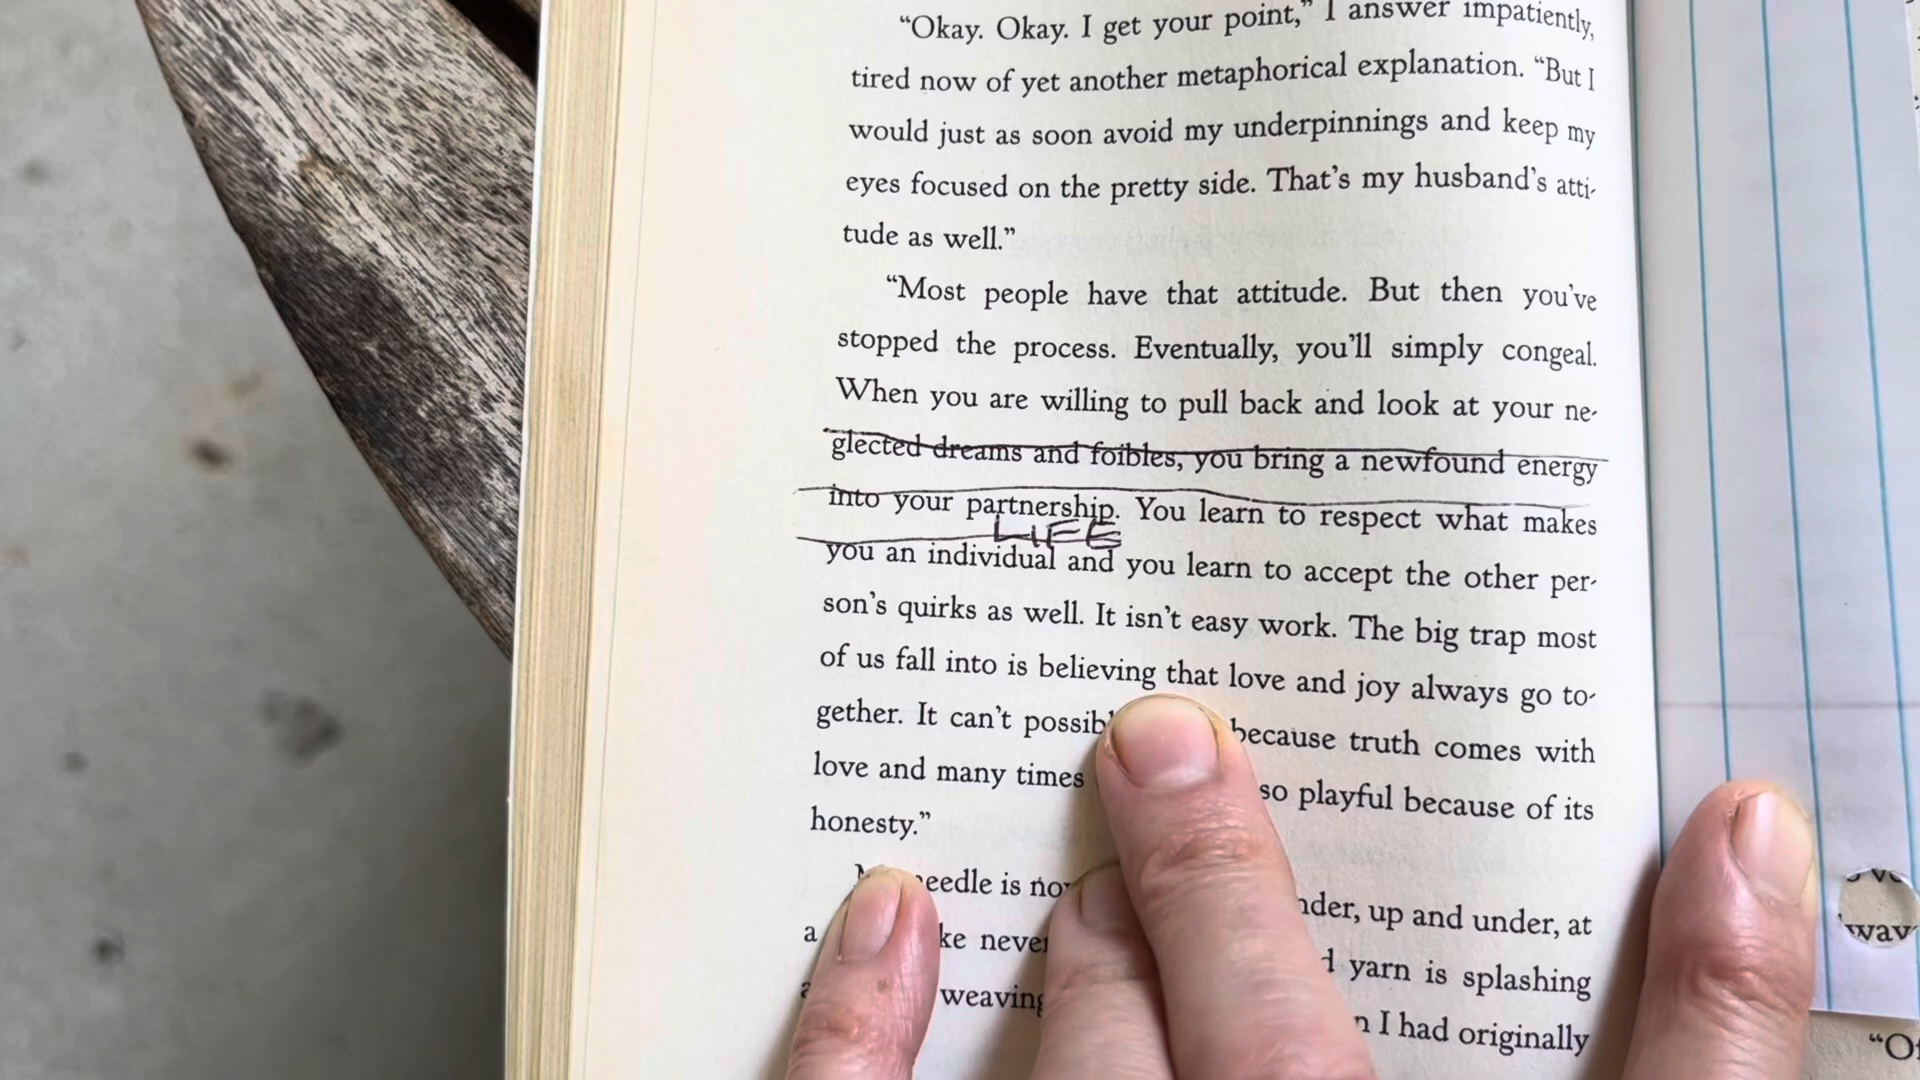 “Okay. Okay. I get your point,” I answer impatiently,
tired now of yet another metaphorical explanation. “But I
would just as soon avoid my underpinnings and keep my
eyes focused on the pretty side. That’s my husband’s atti-
tude as well.”
“Most people have that attitude. But then you’ve
stopped the process. Eventually, you’ll simply congeal.
When you are willing to pull back and look at your ne-
glected dreams and foibles, you bring a newfound energy
into your partnership. You learn to respect what makes
LIFE
you an individual and you learn to accept the other per-
son’s quirks as well. It isn’t easy work. The big trap most
of us fall into is believing that love and joy always go to-
gether. It can’t because truth comes with
love and many times so playful because of its
honesty.”
is under, up and under, at
a
yarn is splashing
weaving I had originally
“Of